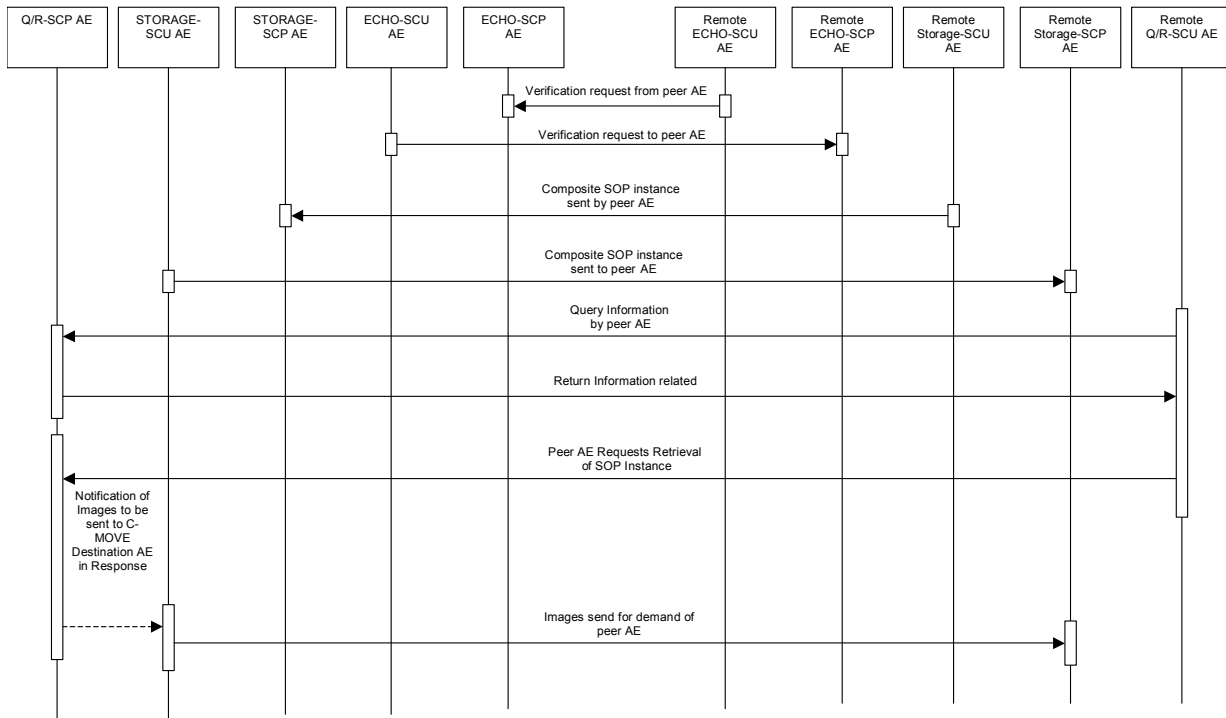 Q/R-SCP AE
STORAGE-
SCU AE
STORAGE-
SCP AE
ECHO-SCU
AE
ECHO-SCP
AE
Remote
ECHO-SCU
AE
Remote
ECHO-SCP
AE
Remote
Storage-SCU
AE
Remote
Storage-SCP
AE
Remote
Q/R-SCU AE
Verification request from peer AE
Verification request to peer AE
Composite SOP instance
sent by peer AE
Composite SOP instance
sent to peer AE
Query Information
by peer AE
Return Information related
Peer AE Requests Retrieval
of SOP Instance
Notification of
Images to be
sent to C-
MOVE
Destination AE
in Response
Images send for demand of
peer AE